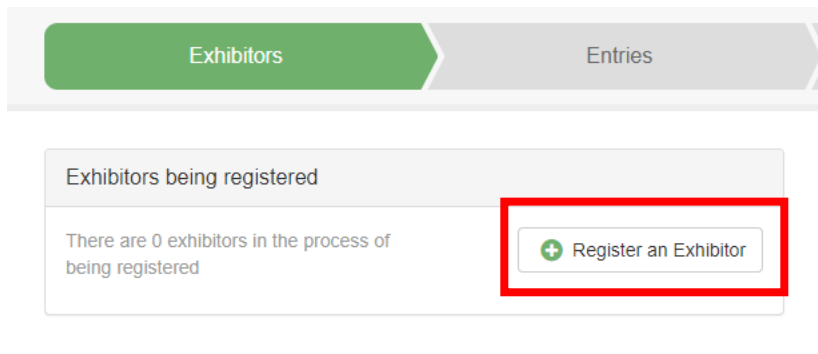 Exhibitors
Entries
Exhibitors being registered
There are 0 exhibitors in the process of
being registered
Register an Exhibitor